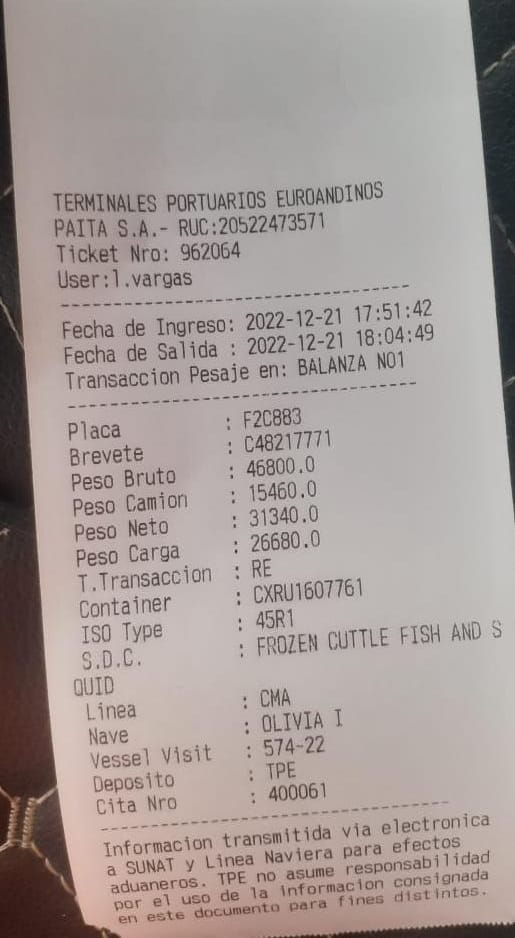 TERMINALES PORTUARIOS EUROANDINOS
PAITA S.A.- RUC:20522473571
Ticket Nro: 962064
User:l.vargas
Fecha de Ingreso: 2022-12-21 17:51:42
Fecha de Salida : 2022-12-21 18:04:49
Transaccion Pesaje en: BALANZA NO1
Placa : F2C883
Brevete : C48217771
Peso Bruto : 46800.0
Peso Camion : 15460.0
Peso Neto : 31340.0
Peso Carga : 26680.0
T.Transaccion : RE
Container : CXRU1607761
ISO Type : 45R1
S.D.C. : FROZEN CUTTLE FISH AND S
QUID
Linea : CMA
Nave : OLIVIA I
Vessel Visit : 574-22
Deposito : TPE
Cita Nro : 400061
Informacion transmitida via electronica
a SUNAT y Linea Naviera para efectos
aduaneros. TPE no asume responsabilidad
por el uso de la informacion consignada
en este documento para fines distintos.